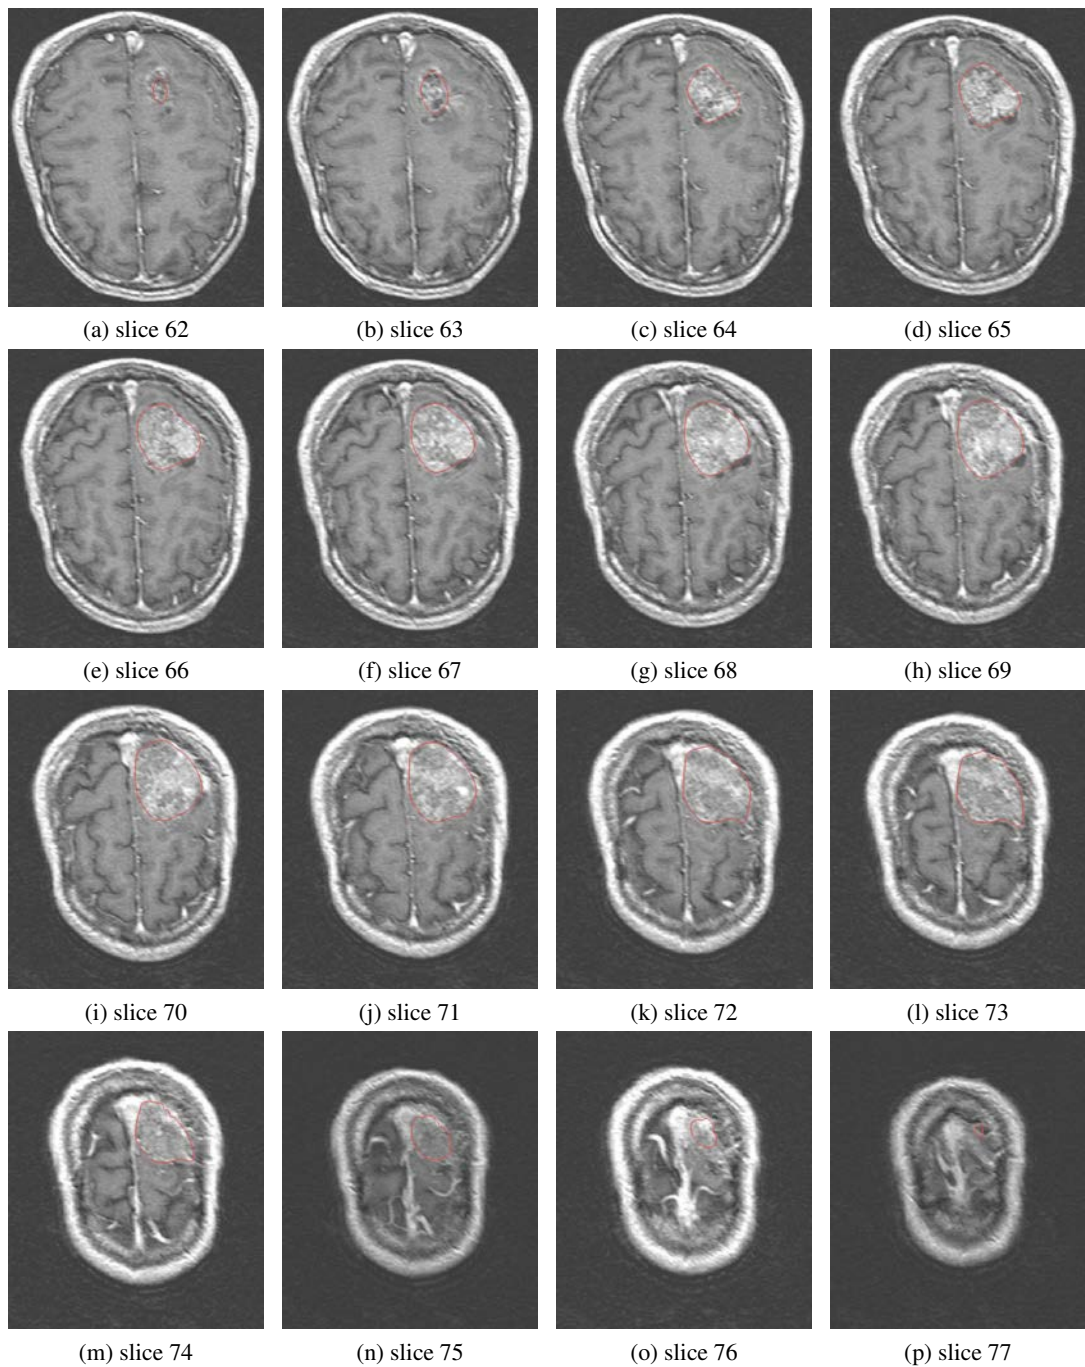 (a) slice 62 (b) slice 63 (c) slice 64 (d) slice 65
(e) slice 66 (f) slice 67 (g) slice 68 (h) slice 69
(i) slice 70 (j) slice 71 (k) slice 72 (l) slice 73
(m) slice 74 (n) slice 75 (o) slice 76 (p) slice 77